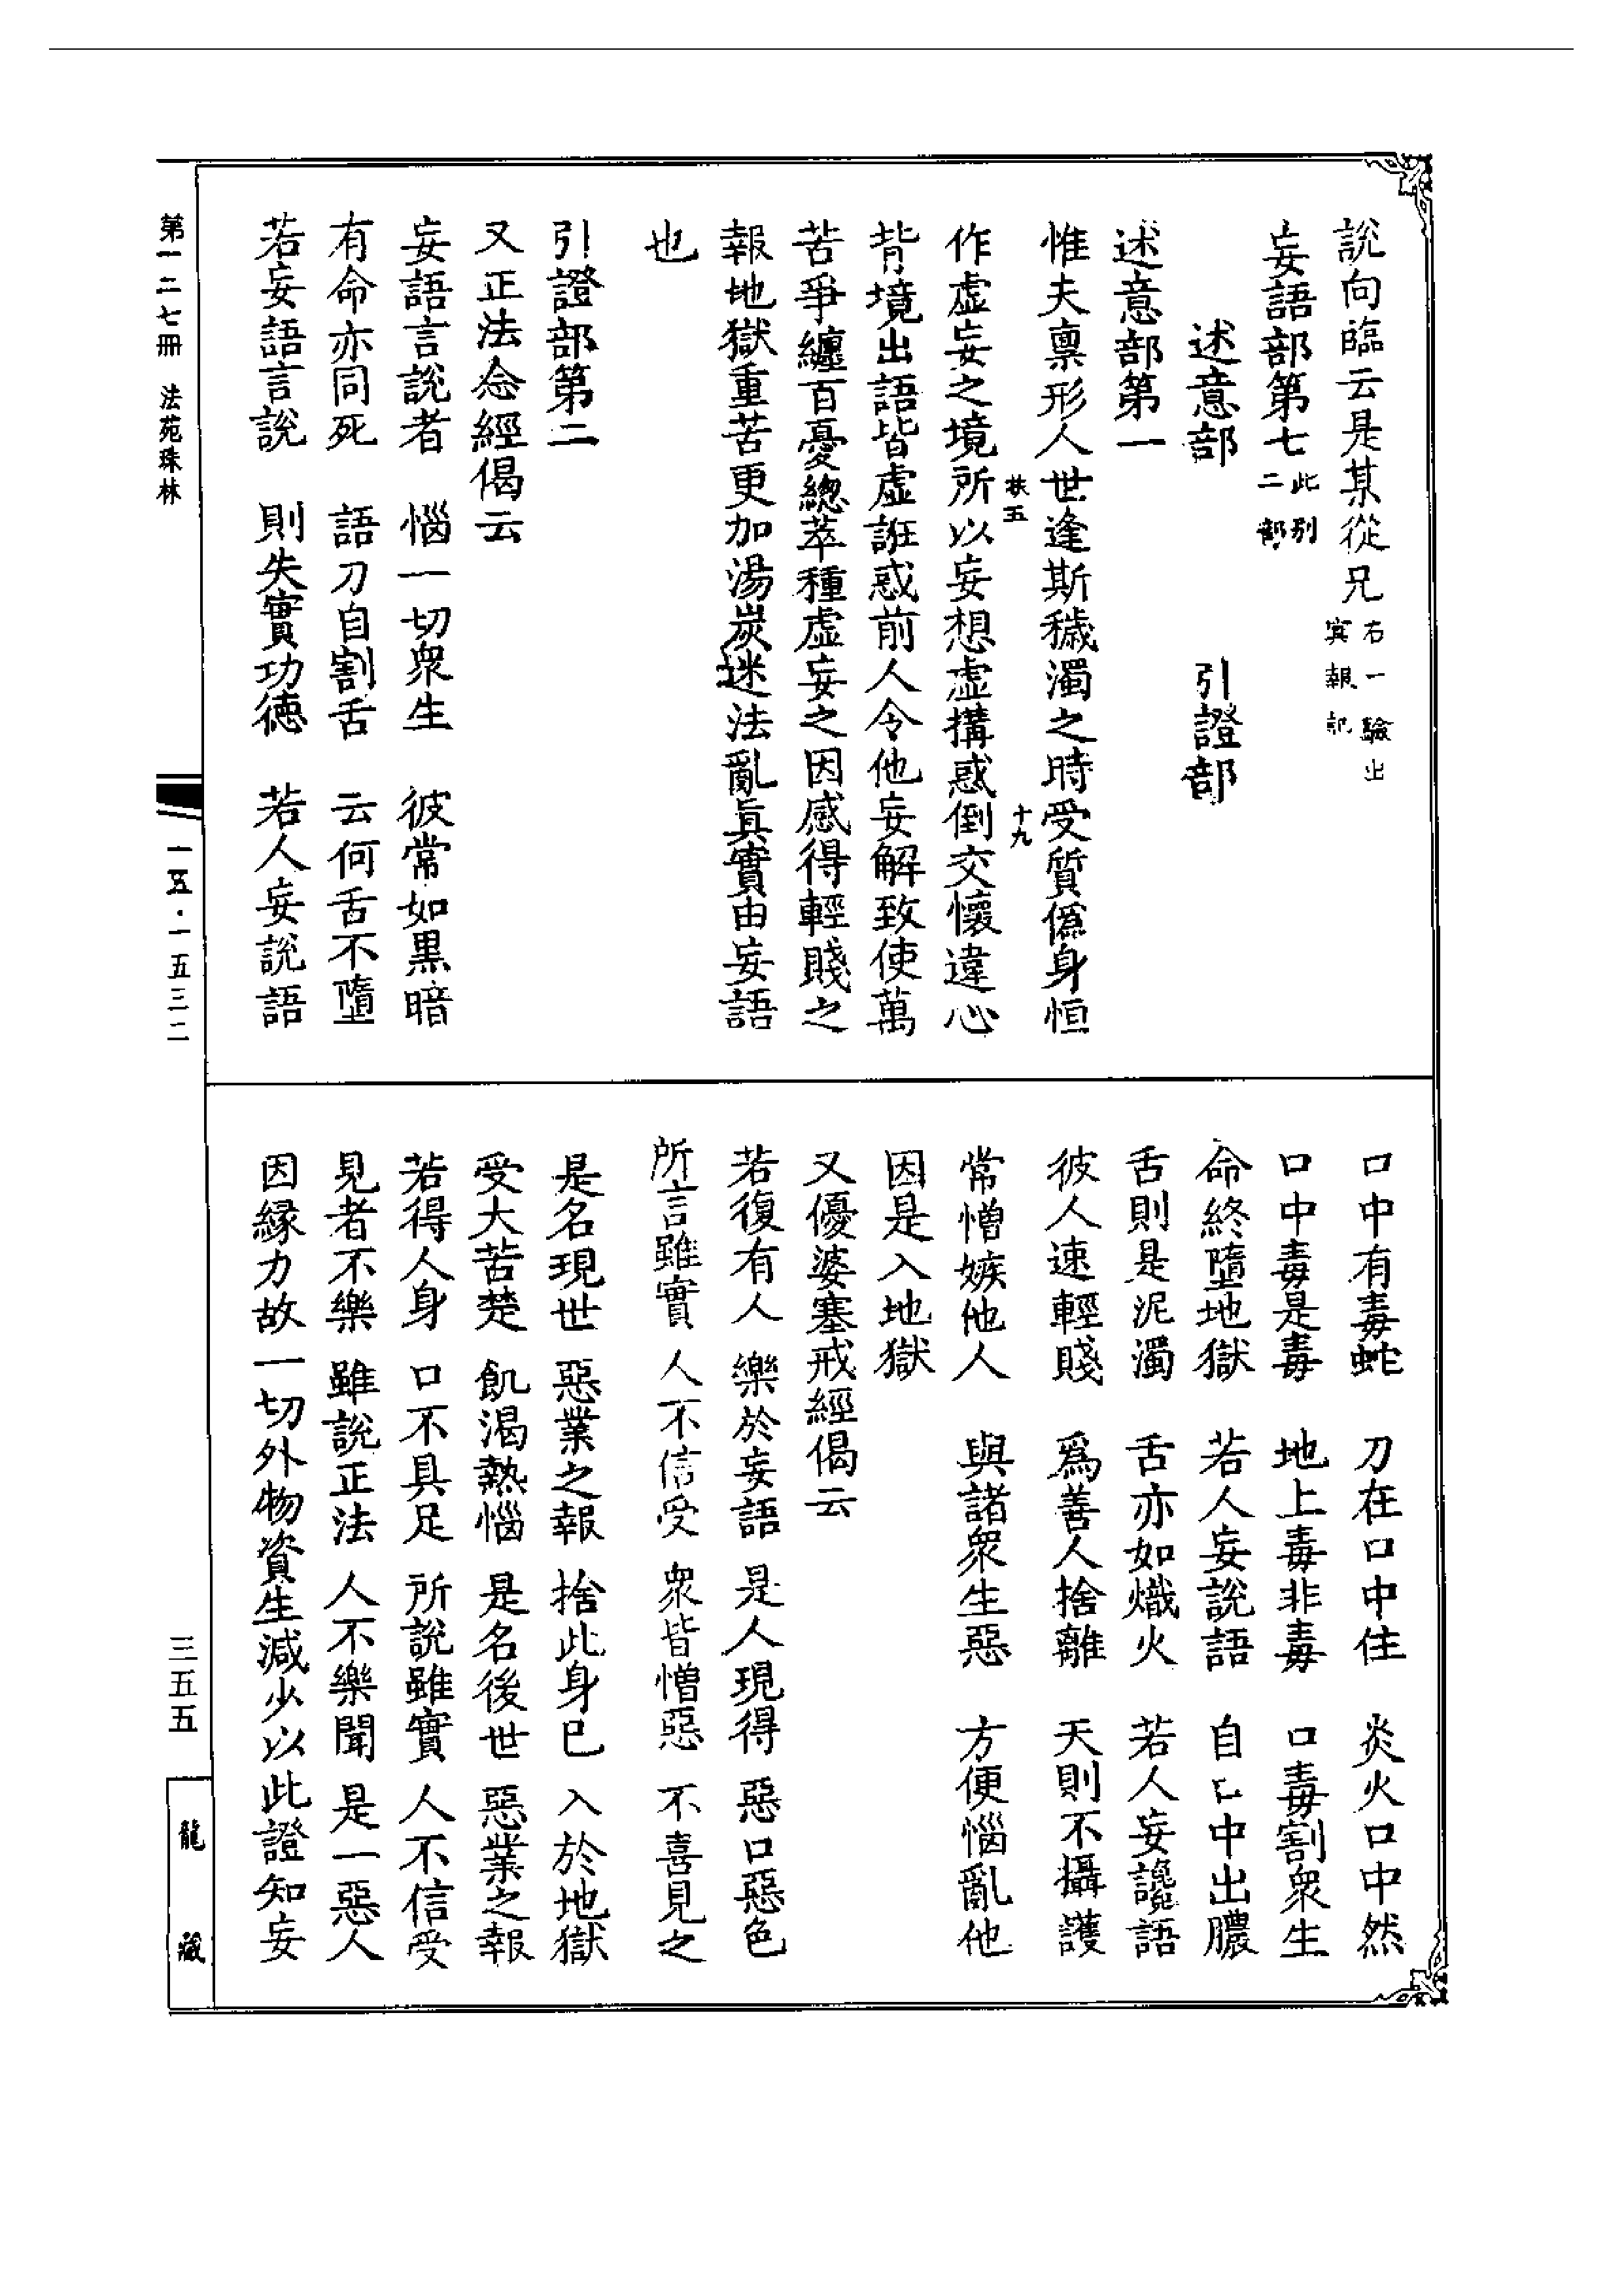 說向臨云是某從兄右一驗出冥報記
妄語部第七此別二部
述意部　引證部
述意部第一
惟夫禀形人世逢斯穢濁之時受質僞身恒
扶五　十九
作虛妄之境所以妄想虛搆惑倒交懷違心
背境出語皆虛誑惑前人令他妄解致使萬
苦爭纏百憂總萃種虛妄之因感得輕賤之
報地獄重苦更加湯炭迷法亂眞實由妄語
也
引證部第二
又正法念經偈云
妄語言說者　惱一切衆生　彼常如黒暗
有命亦同死　語刀自割舌　云何舌不墮
若妄語言說　則失實功德　若人妄說語
口中有毒蛇　刀在口中住　炎火口中然
口中毒是毒　地上毒非毒　口毒割衆生
命終墮地獄　若人妄說語　自口中出膿
舌則是泥濁　舌亦如熾火　若人妄讒語
彼人速輕賤　爲善人捨離　天則不攝護
常憎嫉他人　與諸衆生惡　方便惱亂他
因是入地獄
又優婆塞戒經偈云
若復有人　樂於妄語　是人現得　惡口惡色
所言雖實　人不信受　衆皆憎惡　不喜見之
是名現世　惡業之報　捨此身已　入於地獄
受大苦楚　飢渴熱惱　是名後世　惡業之報
若得人身　口不具足　所說雖實　人不信受
見者不樂　雖說正法　人不樂聞　是一惡人
因緣力故　一切外物資生減少以此證知妄
第一二七冊　法苑珠林
一五·一五三二
三五五
龍藏